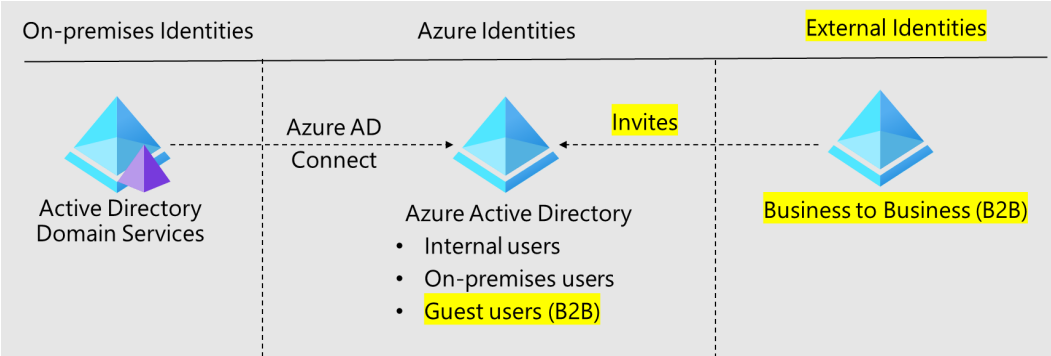 On-premises Identities
Azure Identities
External Identities
Azure AD
Connect
Invites
Active Directory
Domain Services
Azure Active Directory
• Internal users
• On-premises users
• Guest users (B2B)
Business to Business (B2B)